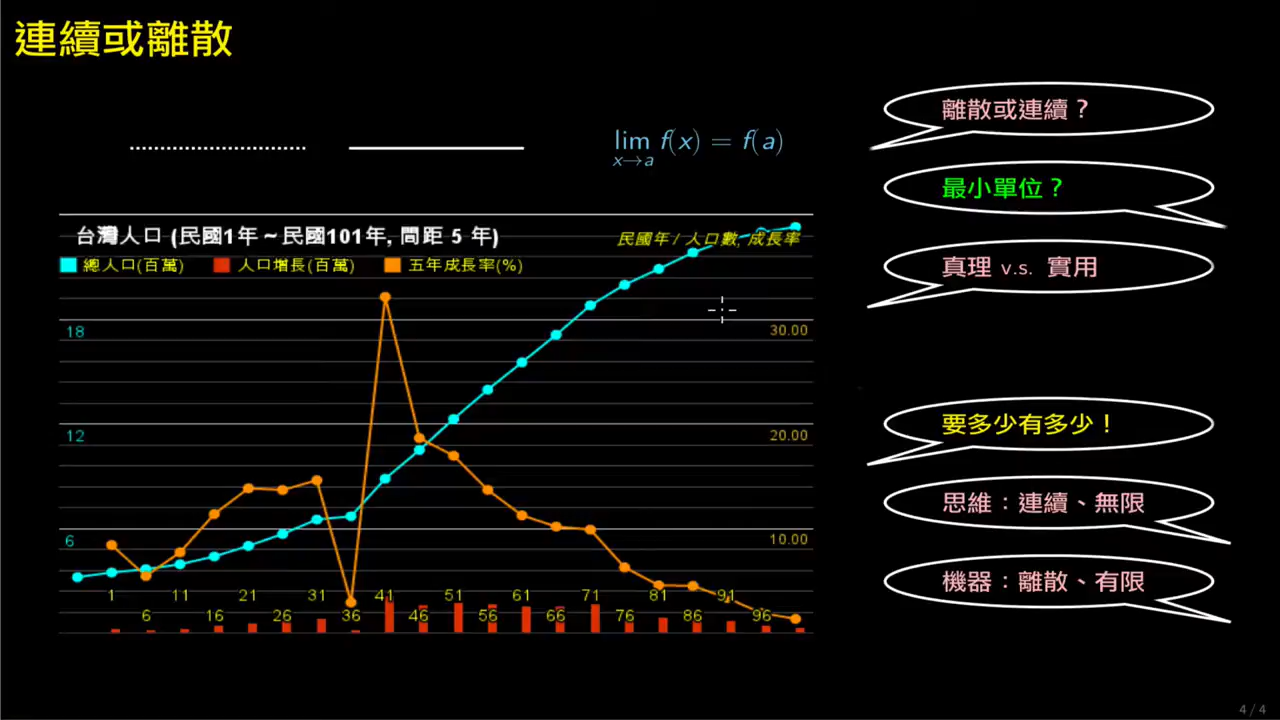 連續或離散
lim f(x) = f(a)
x→a
離散或連續？
最小單位？
真理 v.s. 實用
台灣人口 (民國1年～民國101年, 間距 5 年)
民國年 / 人口數, 成長率
總人口(百萬) 人口增長(百萬) 五年成長率(%)
18 30.00
12 20.00
6 10.00
1 11 21 31 41 51 61 71 81 91
6 16 26 36 46 56 66 76 86 96
要多少有多少！
思維：連續、無限
機器：離散、有限
4 / 4